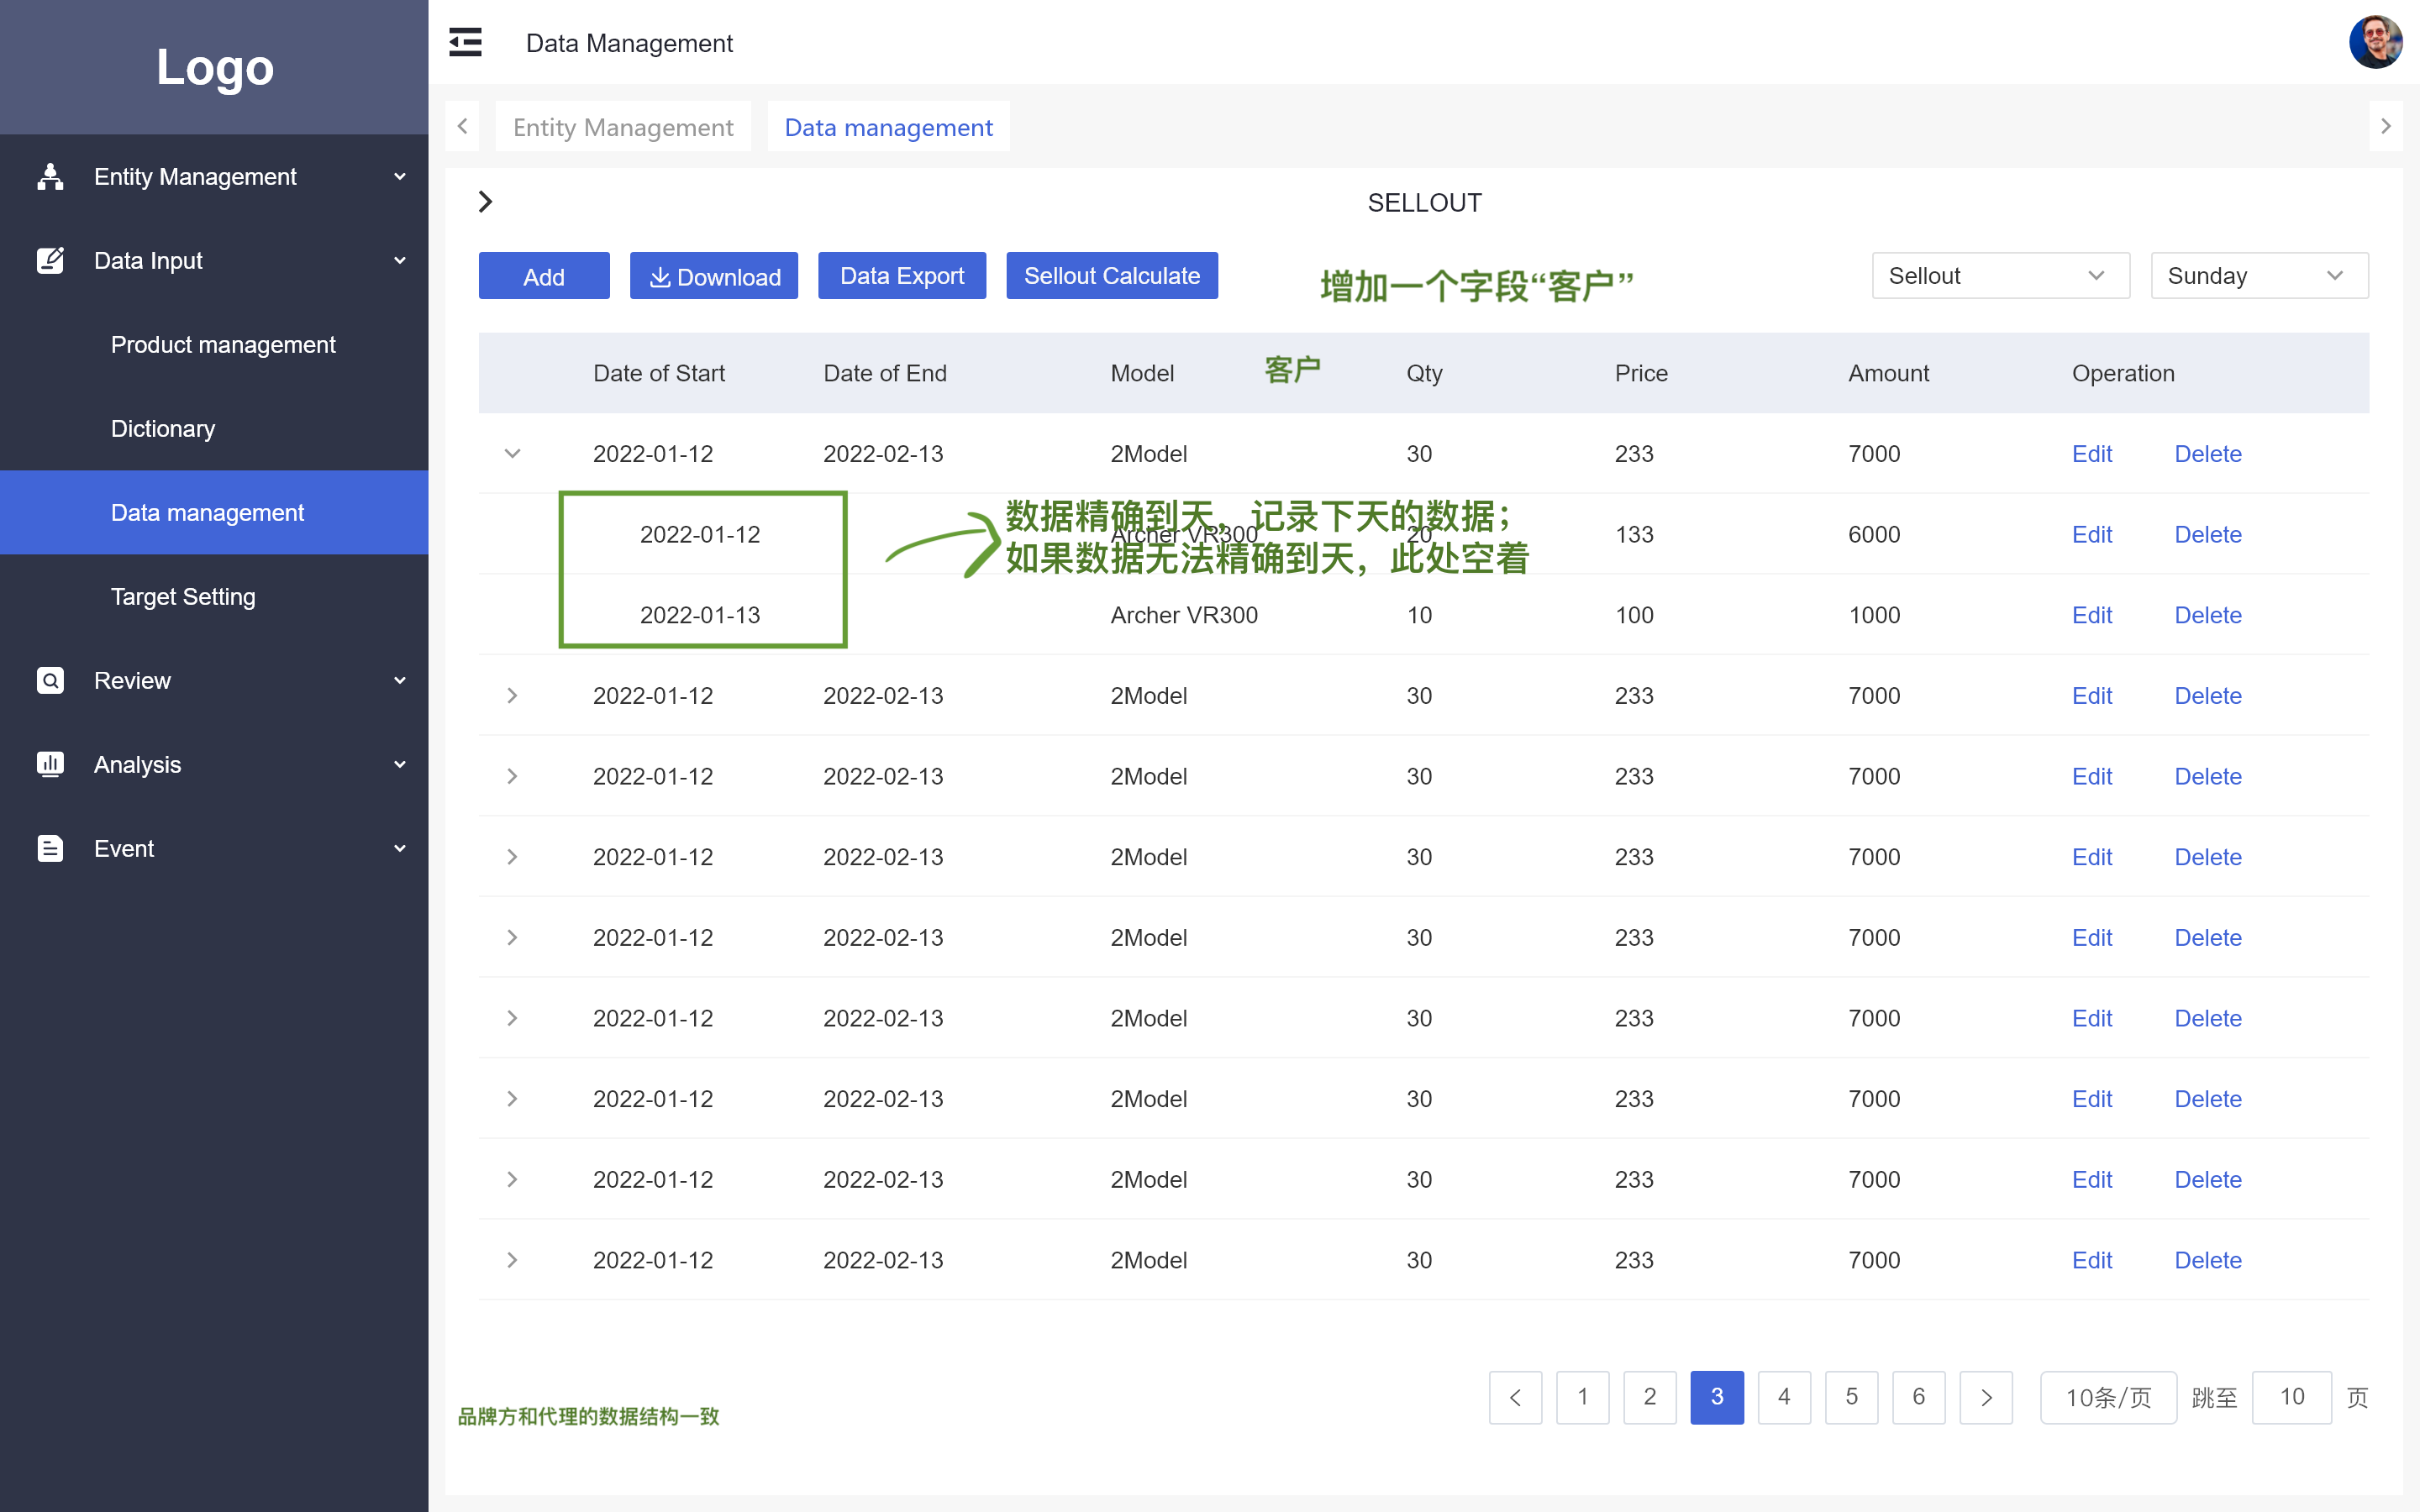 Logo
Data Management
Entity Management
Data management
Entity Management
Data Input
Product management
Dictionary
Data management
Target Setting
Review
Analysis
Event
SELLOUT
Add Download Data Export Sellout Calculate 增加一个字段“客户” Sellout Sunday
Date of Start Date of End Model 客户 Qty Price Amount Operation
2022-01-12 2022-02-13 2Model 30 233 7000 Edit Delete
数据精确到天，记录下天的数据；
2022-01-12 Archer VR300 20 133 6000 Edit Delete
如果数据无法精确到天，此处空着
2022-01-13 Archer VR300 10 100 1000 Edit Delete
2022-01-12 2022-02-13 2Model 30 233 7000 Edit Delete
2022-01-12 2022-02-13 2Model 30 233 7000 Edit Delete
2022-01-12 2022-02-13 2Model 30 233 7000 Edit Delete
2022-01-12 2022-02-13 2Model 30 233 7000 Edit Delete
2022-01-12 2022-02-13 2Model 30 233 7000 Edit Delete
2022-01-12 2022-02-13 2Model 30 233 7000 Edit Delete
2022-01-12 2022-02-13 2Model 30 233 7000 Edit Delete
2022-01-12 2022-02-13 2Model 30 233 7000 Edit Delete
1 2 3 4 5 6 10条/页 跳至 10 页
品牌方和代理的数据结构一致